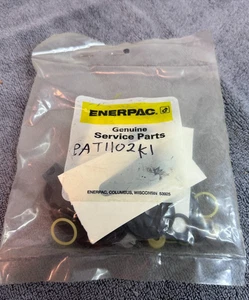 ENERPAC.
Genuine
Service Parts
PAT1102K1
ENERPAC, COLUMBUS, WISCONSIN 53925